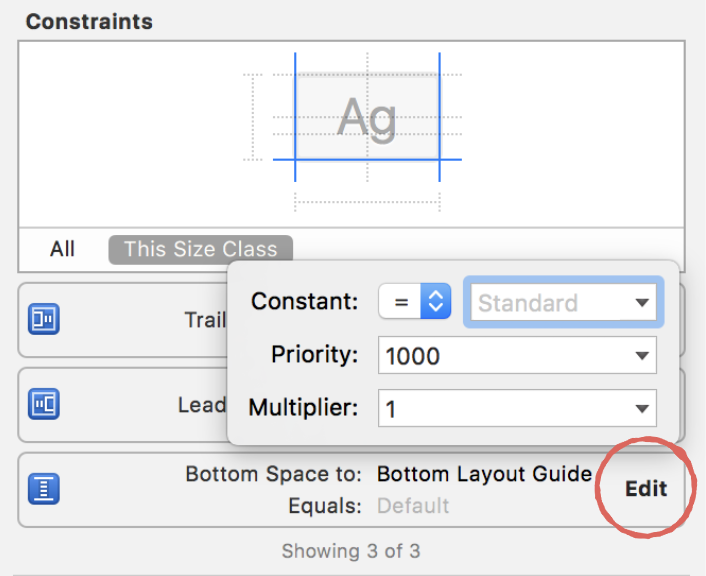 Constraints
Ag
All This Size Class
Constant: = Standard
Trail
Priority: 1000
Lead
Multiplier: 1
Bottom Space to: Bottom Layout Guide
Edit
Equals: Default
Showing 3 of 3